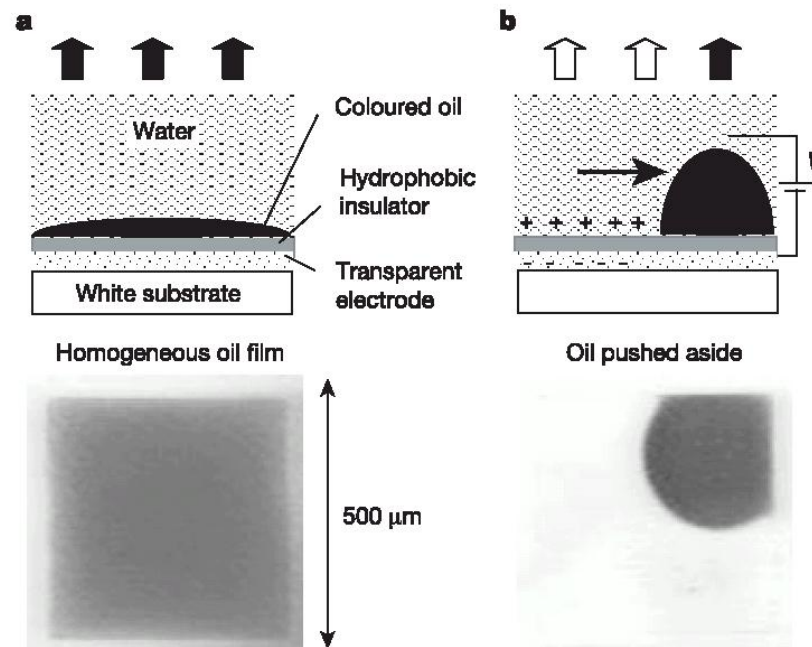 a
b
Water
Coloured oil
Hydrophobic
insulator
Transparent
electrode
White substrate
+ + + + +
- - - - - -
Homogeneous oil film
Oil pushed aside
500 µm